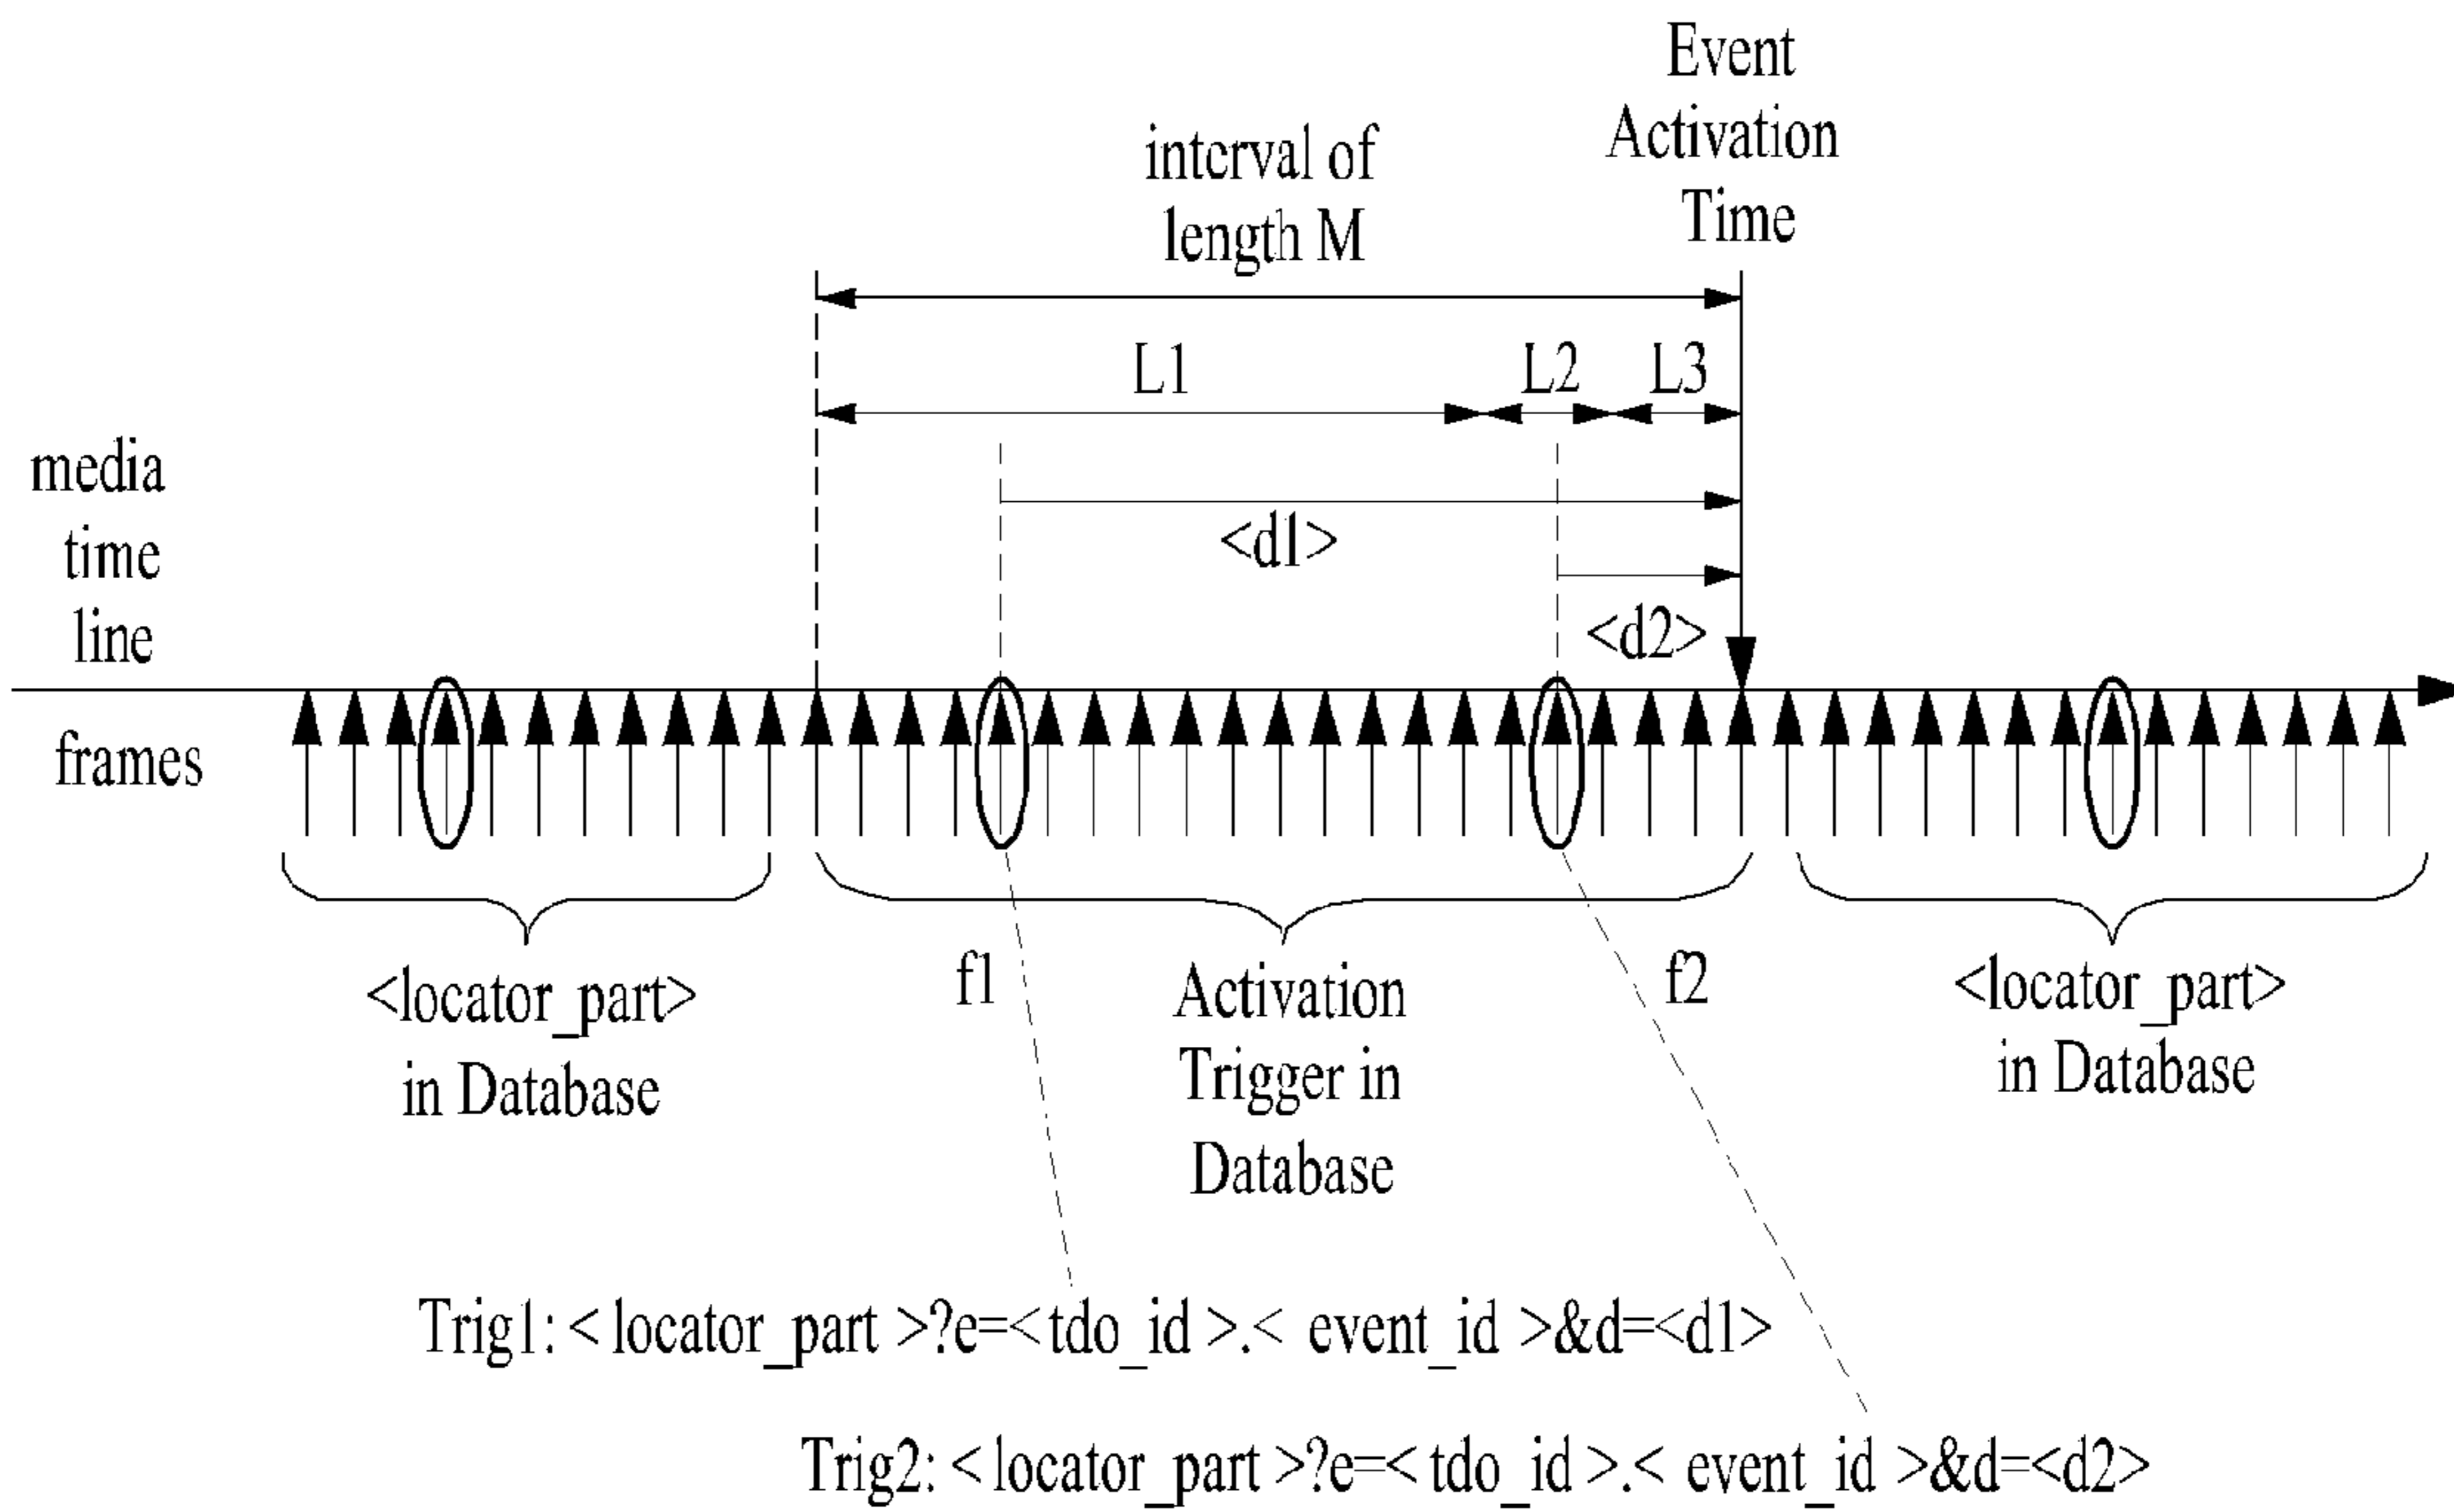 Event
Activation
Time
interval of
length M
L1
L2
L3
media
time
line
<d1>
<d2>
frames
<locator_part>
in Database
f1
Activation
Trigger in
Database
f2
<locator_part>
in Database
Trig1: < locator_part >?e=< tdo_id >.< event_id >&d=<d1>
Trig2: < locator_part >?e=< tdo_id >.< event_id >&d=<d2>